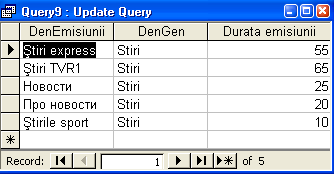 Query9 : Update Query
DenEmisiunii DenGen Durata emisiunii
Ştiri express Stiri 55
Ştiri TVR1 Stiri 65
Новости Stiri 25
Про новости Stiri 20
Ştirile sport Stiri 10
Record: 1 of 5